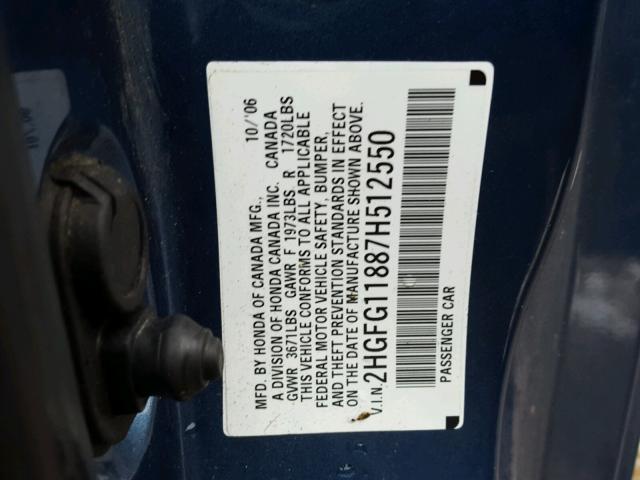 MFD. BY HONDA OF CANADA MFG., 10/'06
A DIVISION OF HONDA CANADA INC. CANADA
GVWR 3671LBS GAWR F 1973LBS R 1720LBS
THIS VEHICLE CONFORMS TO ALL APPLICABLE
FEDERAL MOTOR VEHICLE SAFETY, BUMPER,
AND THEFT PREVENTION STANDARDS IN EFFECT
ON THE DATE OF MANUFACTURE SHOWN ABOVE.
V.I.N. 2HGFG11887H512550
PASSENGER CAR